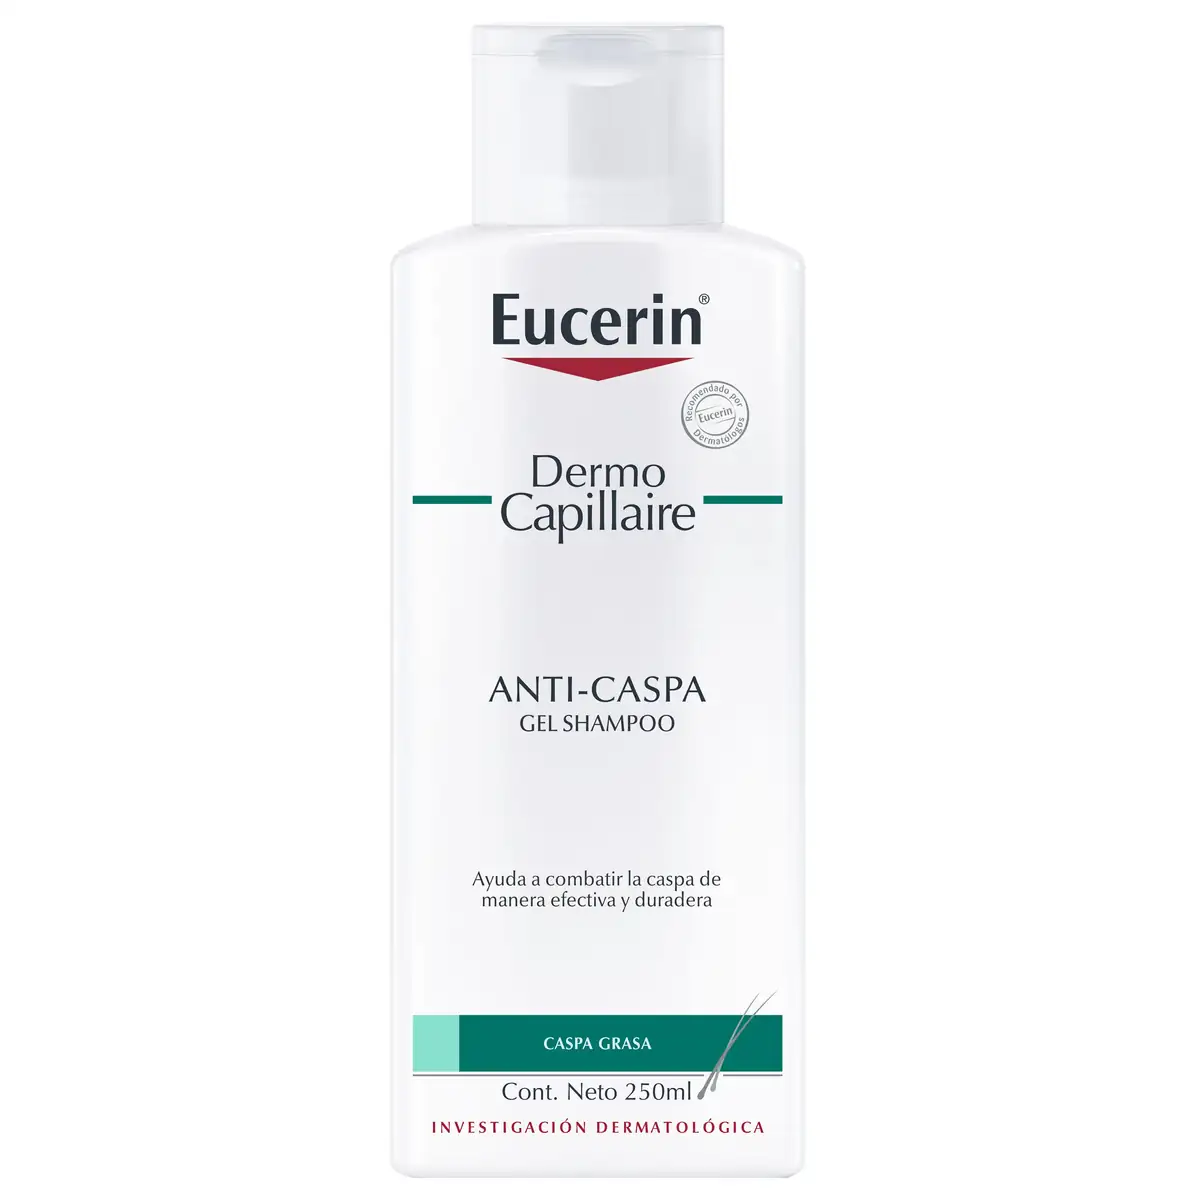 Eucerin®
Recomendado por
Eucerin
Dermatólogos
Dermo
Capillaire
ANTI-CASPA
GEL SHAMPOO
Ayuda a combatir la caspa de
manera efectiva y duradera
CASPA GRASA
Cont. Neto 250ml
INVESTIGACIÓN DERMATOLÓGICA